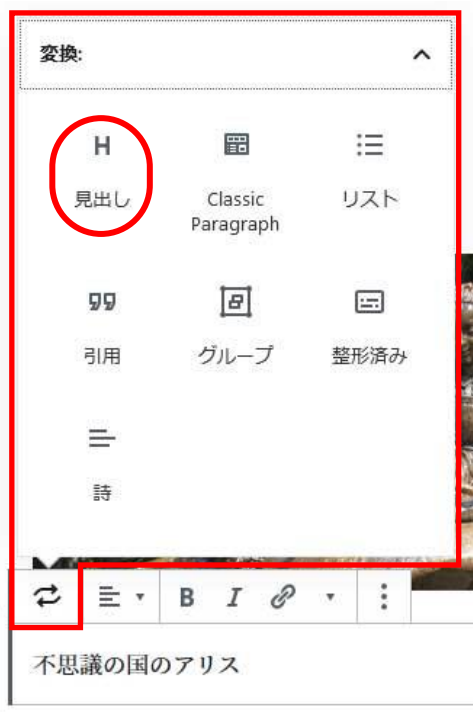 変換:
H
見出し
Classic
Paragraph
リスト
引用
グループ
整形済み
詩
B I
不思議の国のアリス